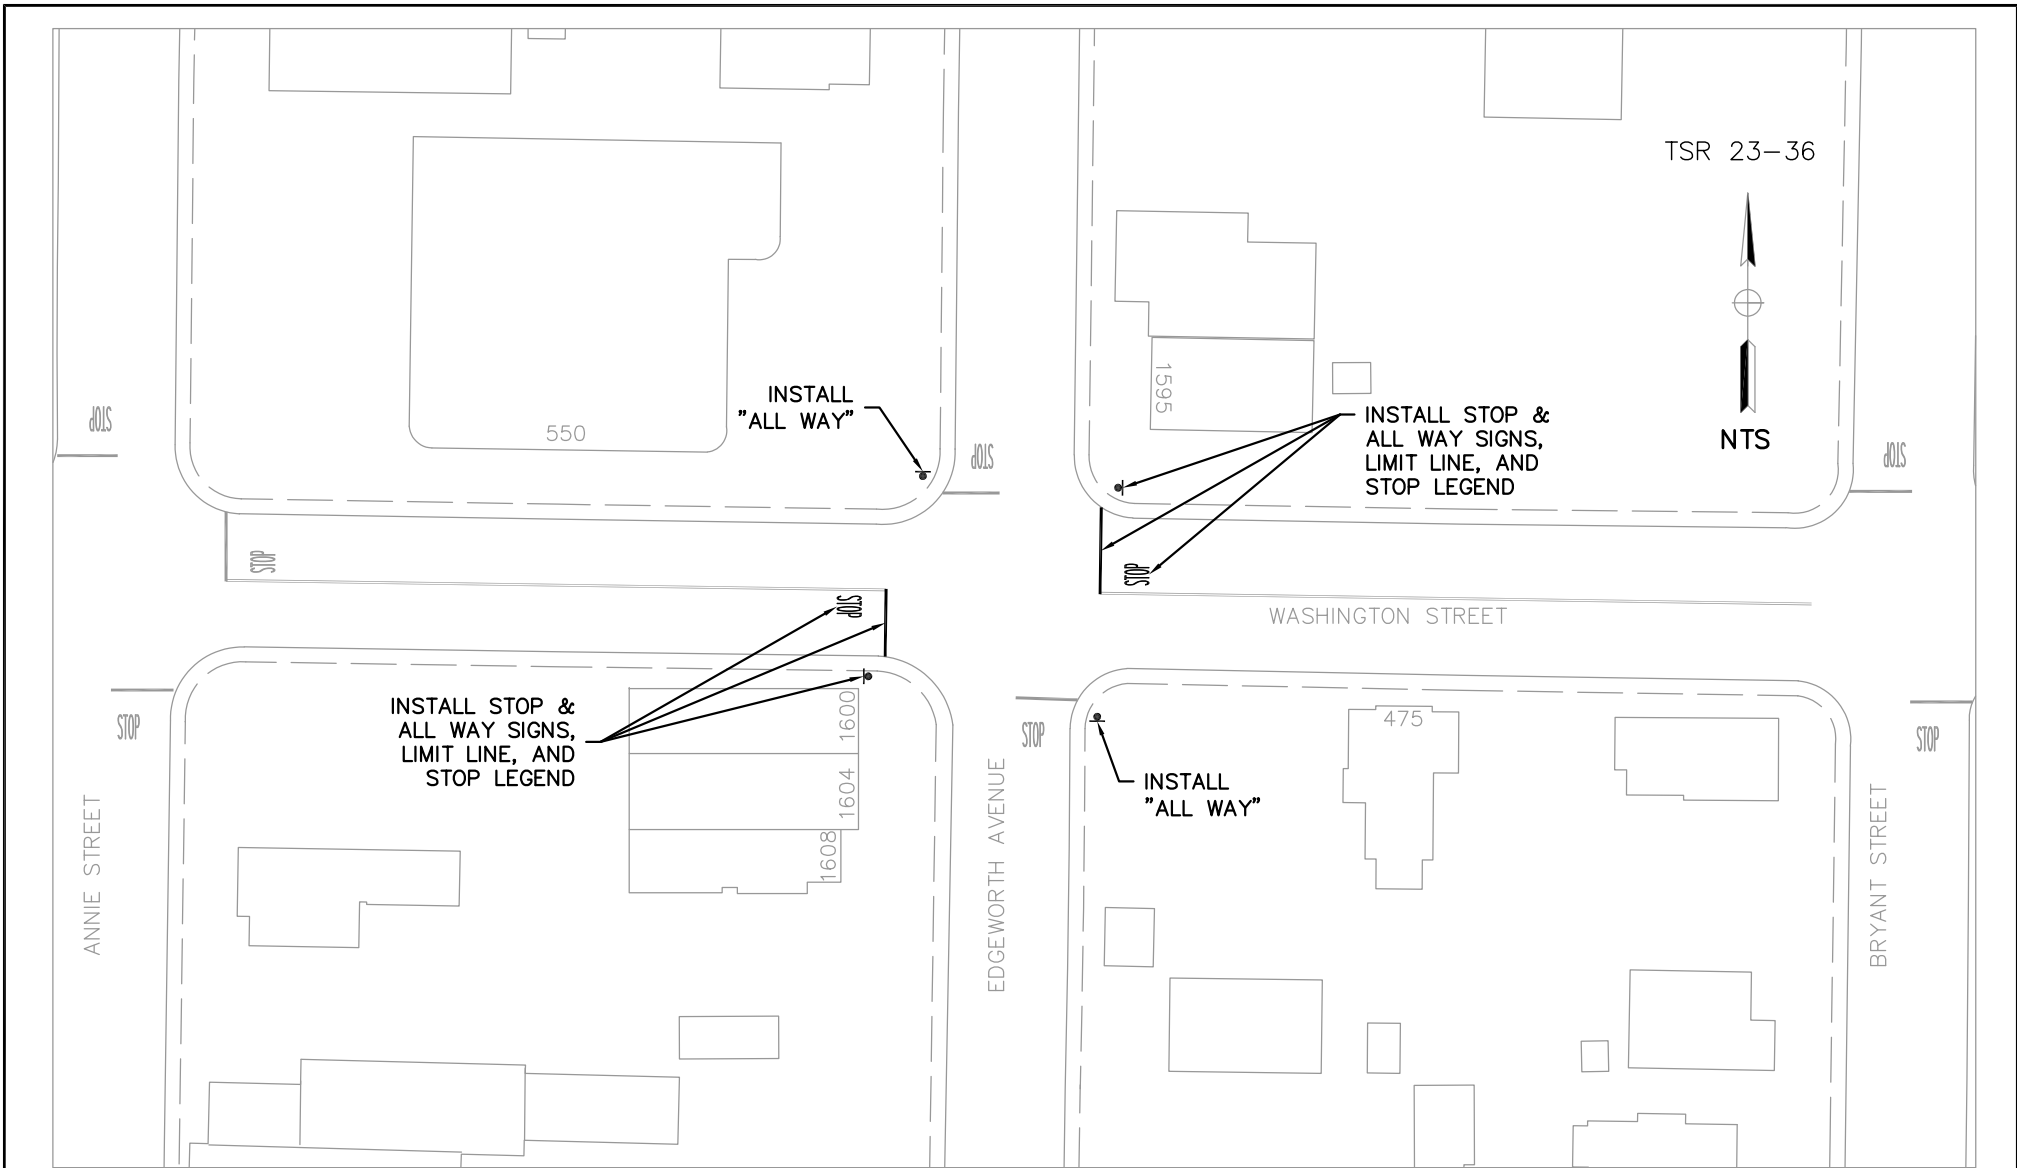 TSR 23-36
NTS
INSTALL
"ALL WAY"
INSTALL STOP &
ALL WAY SIGNS,
LIMIT LINE, AND
STOP LEGEND
550
1595
STOP
STOP
STOP
STOP
STOP
STOP
WASHINGTON STREET
INSTALL STOP &
ALL WAY SIGNS,
LIMIT LINE, AND
STOP LEGEND
1600
1604
1608
475
STOP
STOP
STOP
INSTALL
"ALL WAY"
ANNIE STREET
EDGEWORTH AVENUE
BRYANT STREET